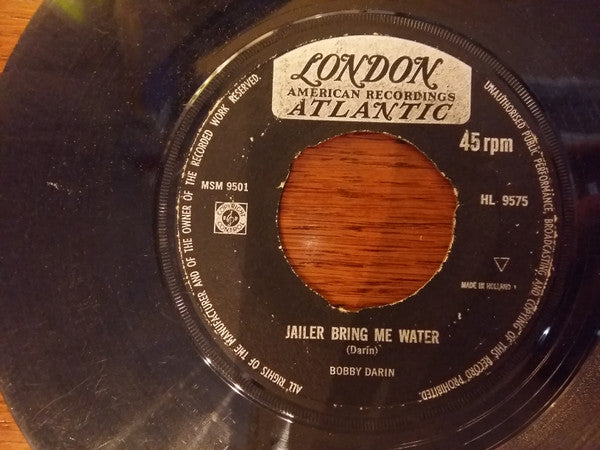 LONDON
AMERICAN RECORDINGS
ATLANTIC
45 rpm
MSM 9501
HL 9575
MADE IN HOLLAND
JAILER BRING ME WATER
(Darin)
BOBBY DARIN
ALL RIGHTS OF THE MANUFACTURER AND OF THE OWNER OF THE RECORDED WORK RESERVED.
UNAUTHORISED PUBLIC PERFORMANCE, BROADCASTING AND COPYING OF THIS RECORD PROHIBITED.